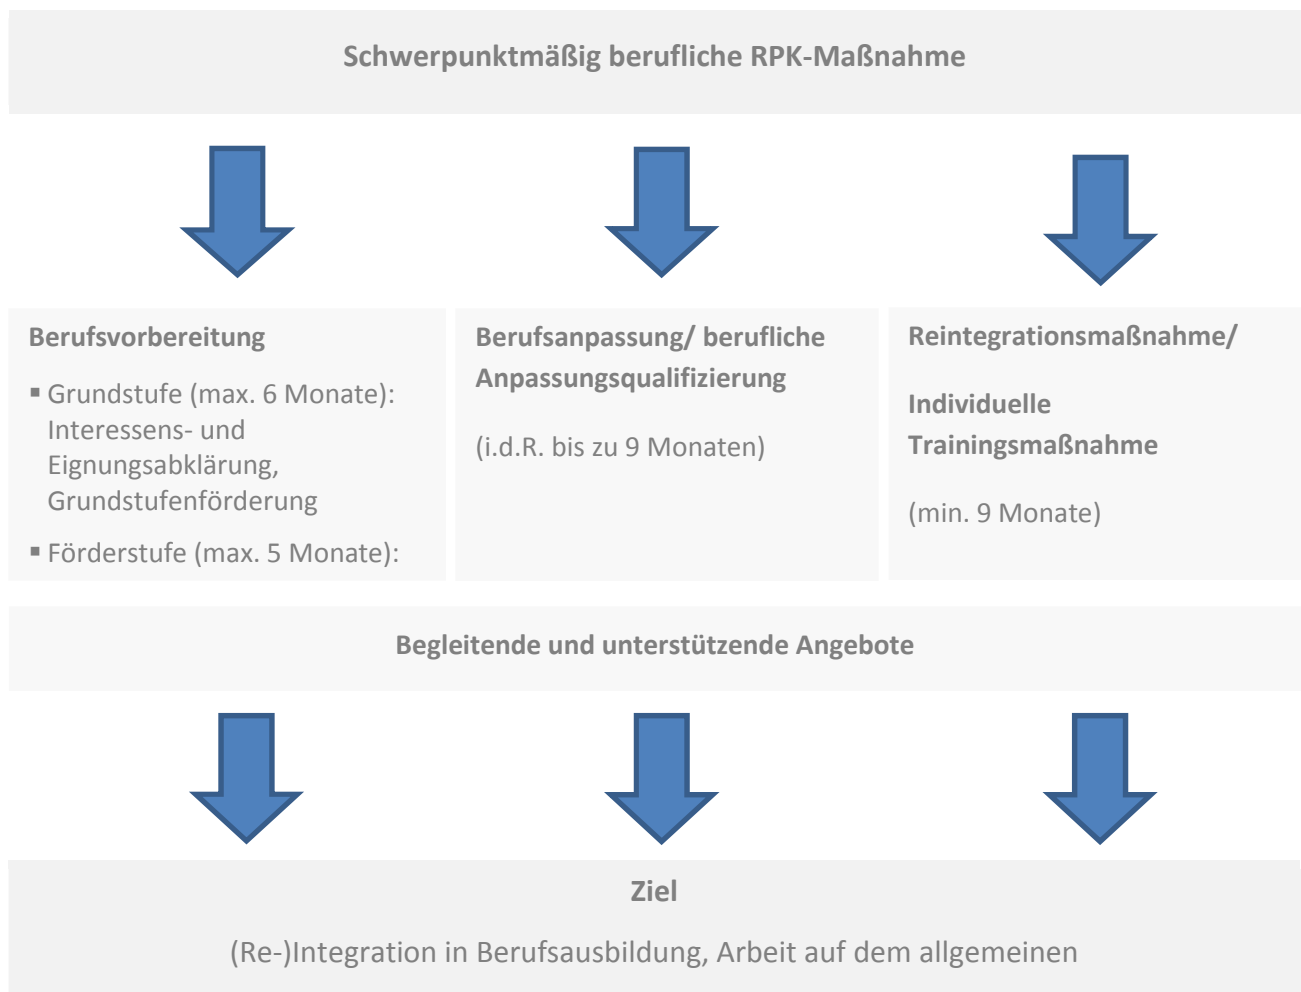 Schwerpunktmäßig berufliche RPK-Maßnahme
Berufsvorbereitung
▪ Grundstufe (max. 6 Monate):
Interessens- und
Eignungsabklärung,
Grundstufenförderung
▪ Förderstufe (max. 5 Monate):
Berufsanpassung/ berufliche
Anpassungsqualifizierung
(i.d.R. bis zu 9 Monaten)
Reintegrationsmaßnahme/
Individuelle
Trainingsmaßnahme
(min. 9 Monate)
Begleitende und unterstützende Angebote
Ziel
(Re-)Integration in Berufsausbildung, Arbeit auf dem allgemeinen